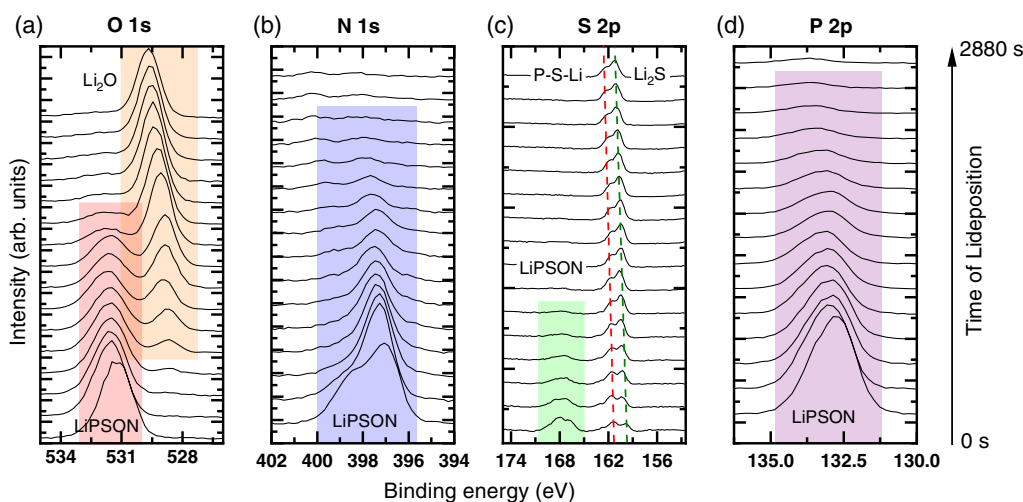 (a) O 1s (b) N 1s (c) S 2p (d) P 2p
2880 s
Li₂O
P-S-Li Li₂S
Intensity (arb. units)
Time of Lideposition
LiPSON
LiPSON LiPSON LiPSON
0 s
534 531 528 402 400 398 396 394 174 168 162 156 135.0 132.5 130.0
Binding energy (eV)